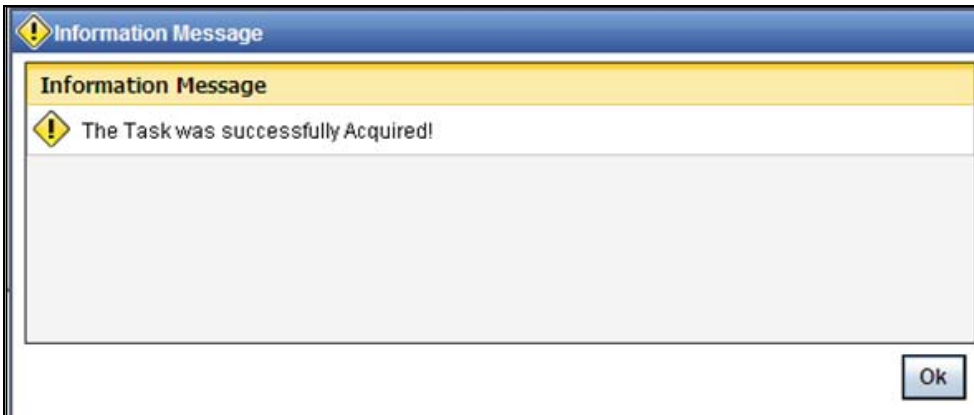 Information Message
Information Message
The Task was successfully Acquired!
Ok